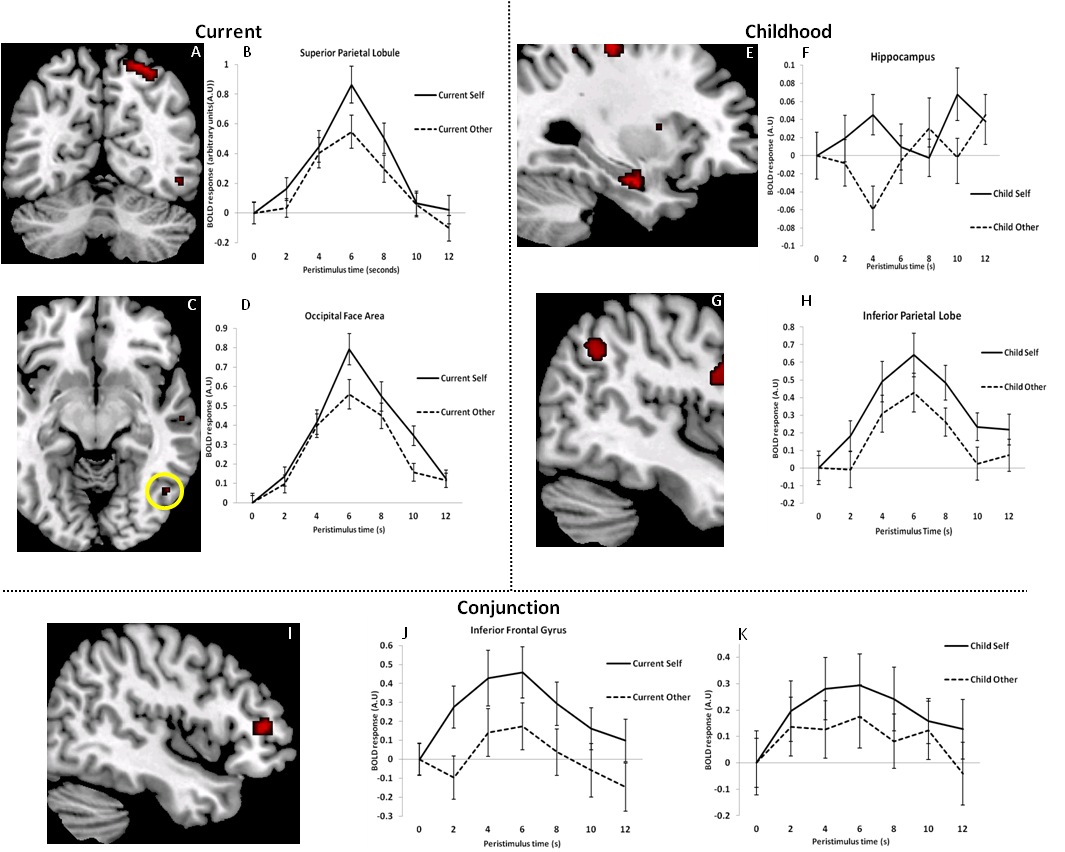 Current
A
B
Superior Parietal Lobule
BOLD response (arbitrary units(A.U))
1
0.8
0.6
0.4
0.2
0
-0.2
0 2 4 6 8 10 12
Peristimulus time (seconds)
Current Self
Current Other
C
D
Occipital Face Area
BOLD response (A.U)
0.9
0.8
0.7
0.6
0.5
0.4
0.3
0.2
0.1
0
0 2 4 6 8 10 12
Peristimulus time (s)
Current Self
Current Other
Childhood
E
F
Hippocampus
BOLD response (A.U)
0.1
0.08
0.06
0.04
0.02
0
-0.02
-0.04
-0.06
-0.08
-0.1
0 2 4 6 8 10 12
Peristimulus time (s)
Child Self
Child Other
G
H
Inferior Parietal Lobe
BOLD response (A.U)
0.8
0.7
0.6
0.5
0.4
0.3
0.2
0.1
0
-0.1
-0.2
0 2 4 6 8 10 12
Peristimulus Time (s)
Child Self
Child Other
Conjunction
I
J
Inferior Frontal Gyrus
BOLD response (A.U)
0.6
0.5
0.4
0.3
0.2
0.1
0
-0.1
-0.2
-0.3
0 2 4 6 8 10 12
Peristimulus time (s)
Current Self
Current Other
K
BOLD response (A.U)
0.4
0.3
0.2
0.1
0
-0.1
-0.2
0 2 4 6 8 10 12
Peristimulus time (s)
Child Self
Child Other